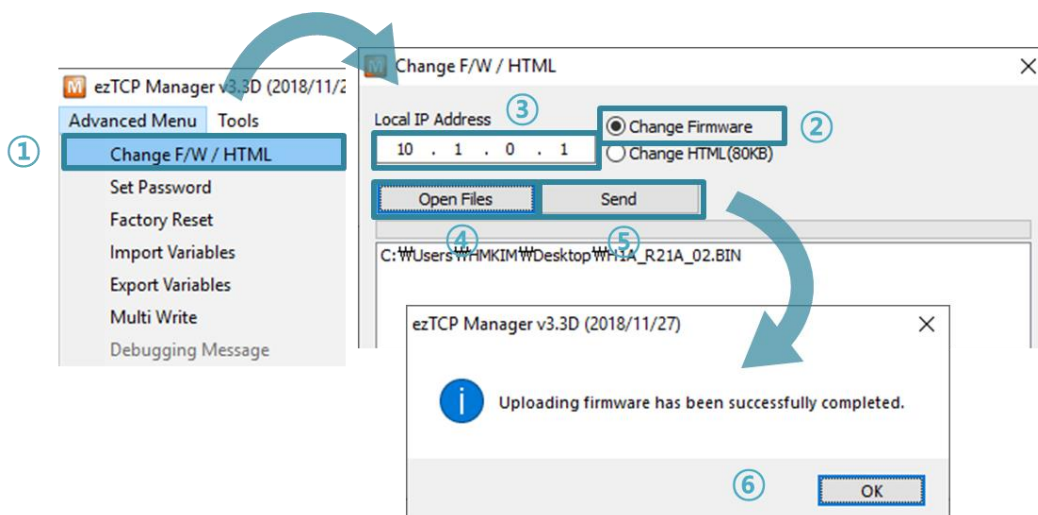 ezTCP Manager v3.3D (2018/11/2
Advanced Menu Tools
① Change F/W / HTML
Set Password
Factory Reset
Import Variables
Export Variables
Multi Write
Debugging Message
Change F/W / HTML
Local IP Address ③
10 . 1 . 0 . 1
Change Firmware ②
Change HTML(80KB)
Open Files Send
④ ⑤
C:₩Users₩HMKIM₩Desktop₩H1A_R21A_02.BIN
ezTCP Manager v3.3D (2018/11/27)
Uploading firmware has been successfully completed.
⑥ OK